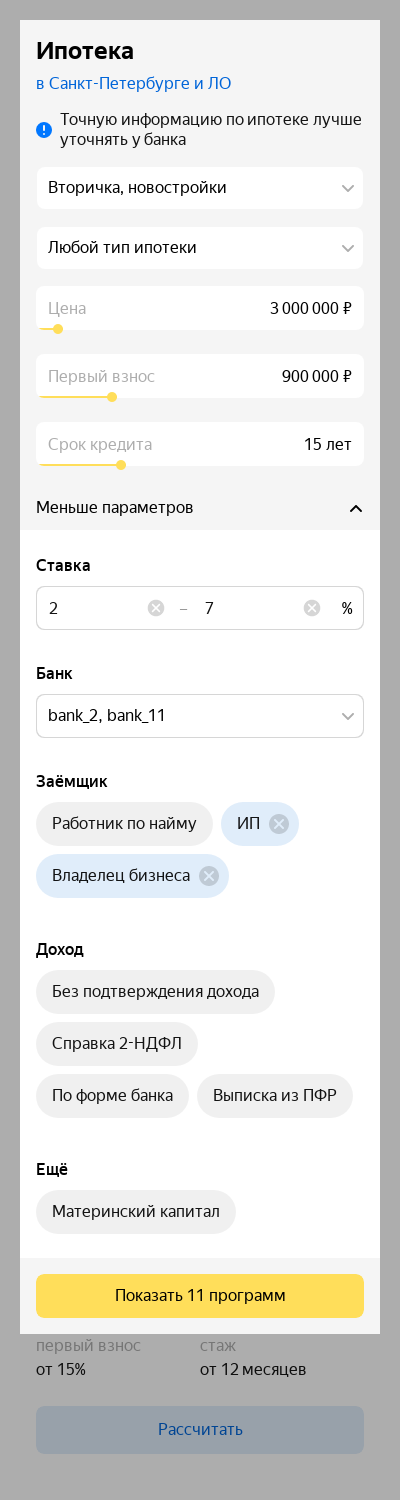 Ипотека
в Санкт-Петербурге и ЛО
Точную информацию по ипотеке лучше
уточнять у банка
Вторичка, новостройки
Любой тип ипотеки
Цена 3 000 000 ₽
Первый взнос 900 000 ₽
Срок кредита 15 лет
Меньше параметров
Ставка
2 – 7 %
Банк
bank_2, bank_11
Заёмщик
Работник по найму ИП
Владелец бизнеса
Доход
Без подтверждения дохода
Справка 2-НДФЛ
По форме банка Выписка из ПФР
Ещё
Материнский капитал
Показать 11 программ
первый взнос стаж
от 15% от 12 месяцев
Рассчитать